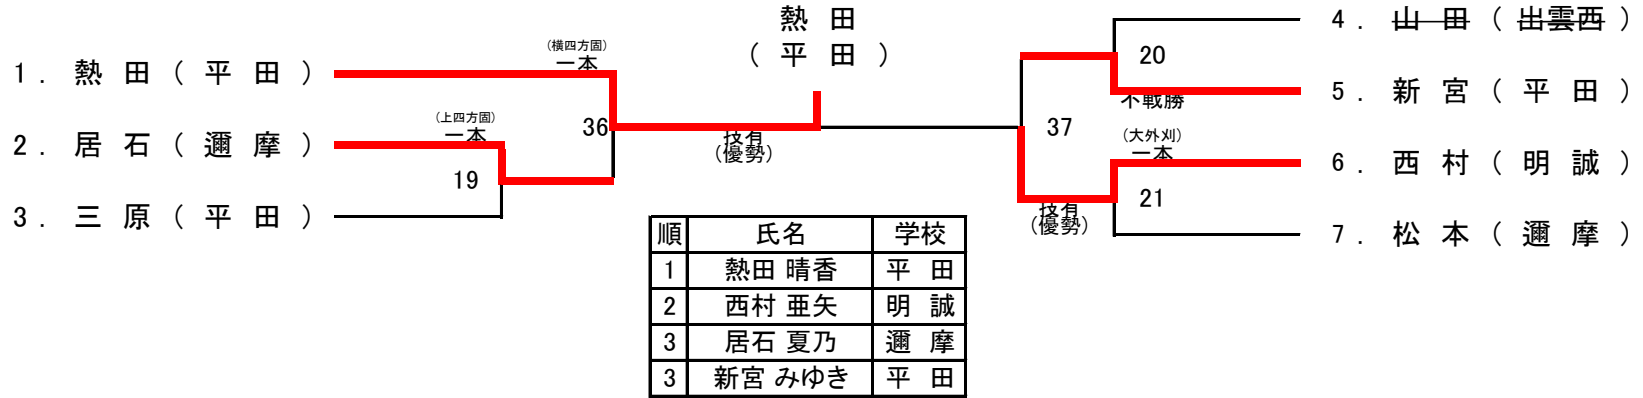 熱 田
( 平 田 )
1 . 熱 田 ( 平 田 )
(横四方固)
一本
2 . 居 石 ( 邇 摩 )
(上四方固)
一本
3 . 三 原 ( 平 田 )
19
36
技有
(優勢)
4 . 山 田 ( 出雲西 )
20
5 . 新 宮 ( 平 田 )
不戦勝
37
(大外刈)
一本
6 . 西 村 ( 明 誠 )
21
技有
(優勢)
7 . 松 本 ( 邇 摩 )
順 氏名 学校
1 熱田 晴香 平 田
2 西村 亜矢 明 誠
3 居石 夏乃 邇 摩
3 新宮 みゆき 平 田